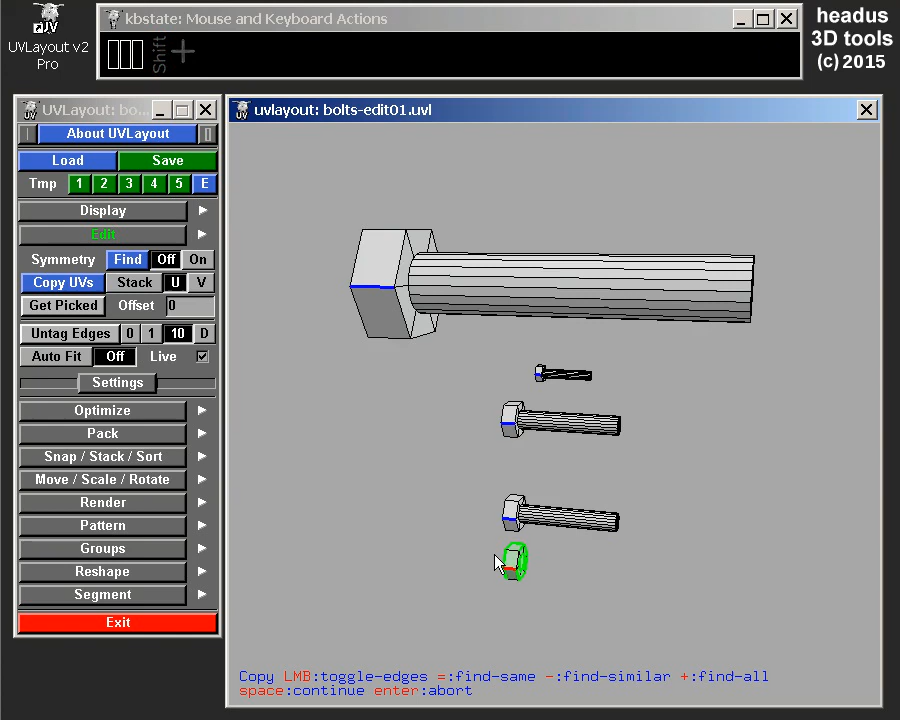 UVLayout v2
Pro
kbstate: Mouse and Keyboard Actions
Shift
headus
3D tools
(c) 2015
UVLayout: bo...
About UVLayout
Load Save
Tmp 1 2 3 4 5 E
Display
Edit
Symmetry Find Off On
Copy UVs Stack U V
Get Picked Offset 0
Untag Edges 0 1 10 D
Auto Fit Off Live
Settings
Optimize
Pack
Snap / Stack / Sort
Move / Scale / Rotate
Render
Pattern
Groups
Reshape
Segment
Exit
uvlayout: bolts-edit01.uvl
Copy LMB:toggle-edges =:find-same -:find-similar +:find-all
space:continue enter:abort